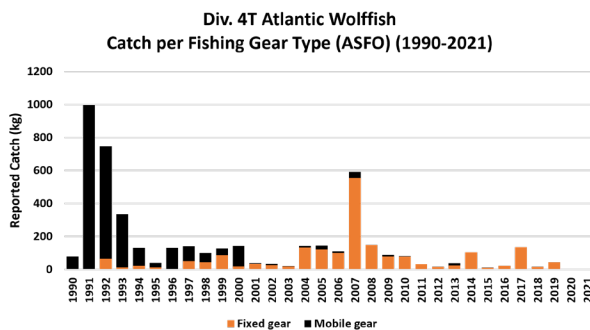 Div. 4T Atlantic Wolffish
Catch per Fishing Gear Type (ASFO) (1990-2021)
Reported Catch (kg)
1200
1000
800
600
400
200
0
1990 1991 1992 1993 1994 1995 1996 1997 1998 1999 2000 2001 2002 2003 2004 2005 2006 2007 2008 2009 2010 2011 2012 2013 2014 2015 2016 2017 2018 2019 2020 2021
Fixed gear Mobile gear